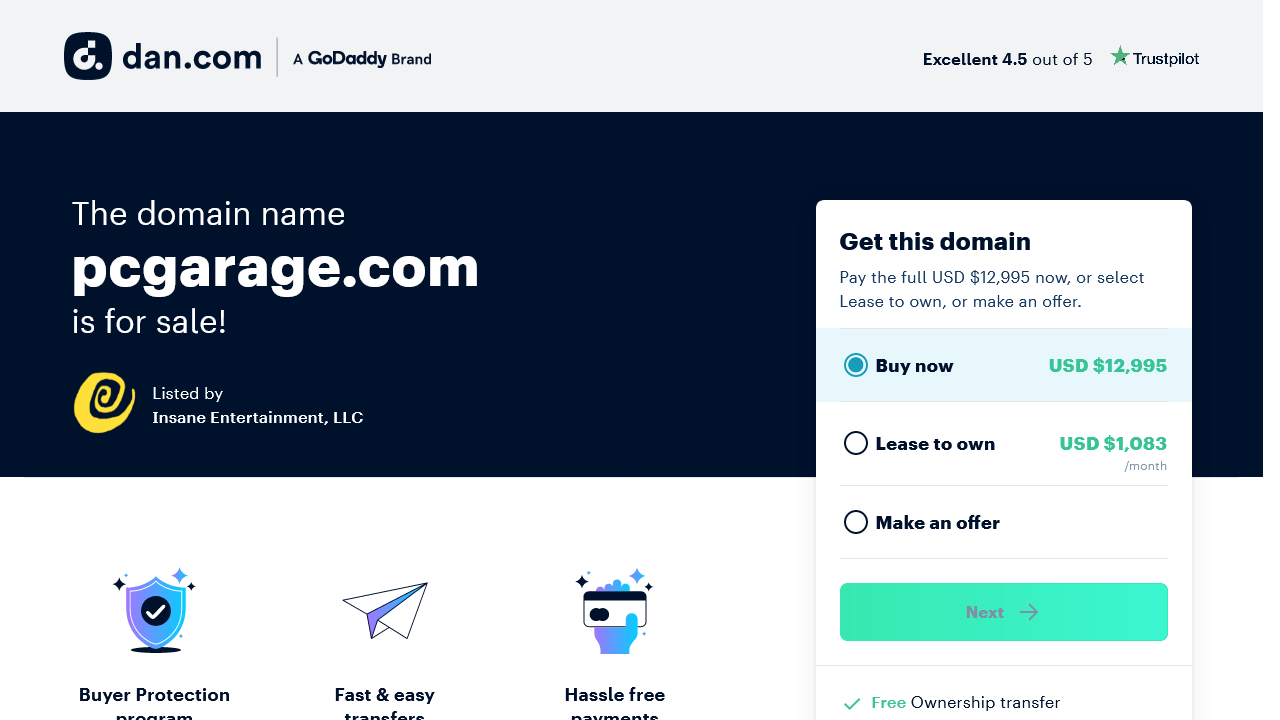 dan.com
A GoDaddy Brand
Excellent 4.5 out of 5
Trustpilot
The domain name
pcgarage.com
is for sale!
Listed by
Insane Entertainment, LLC
Get this domain
Pay the full USD $12,995 now, or select
Lease to own, or make an offer.
Buy now
USD $12,995
Lease to own
USD $1,083
/month
Make an offer
Next
Free Ownership transfer
Buyer Protection
program
Fast & easy
transfers
Hassle free
payments